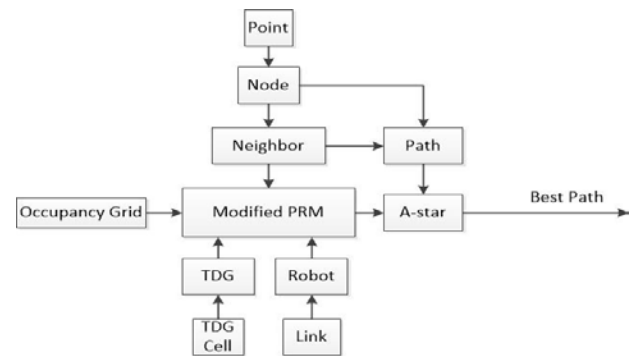 Point
Node
Neighbor
Path
Occupancy Grid
Modified PRM
A-star
Best Path
TDG
Robot
TDG
Cell
Link